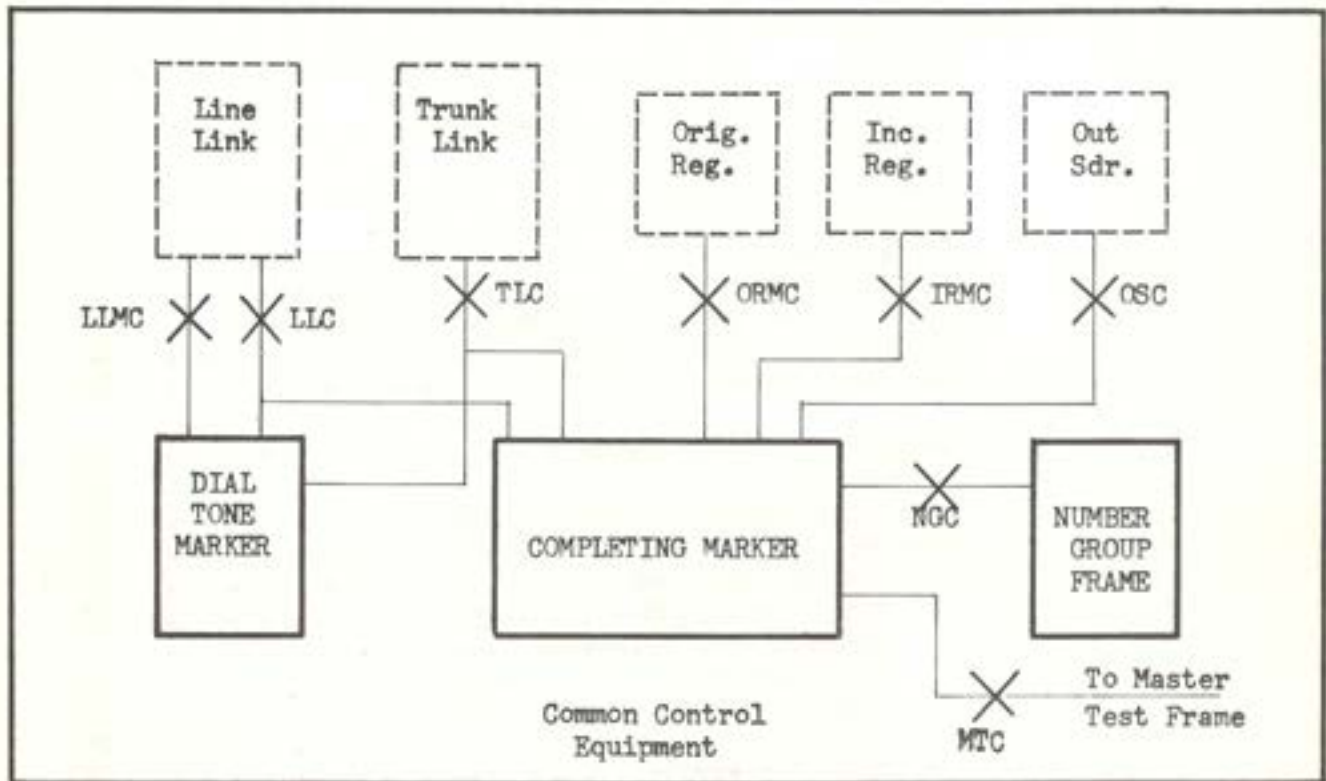 Line
Link
Trunk
Link
Orig.
Reg.
Inc.
Reg.
Out
Sdr.
LLMC
LLC
TLC
ORMC
IRMC
OSC
DIAL
TONE
MARKER
COMPLETING MARKER
NGC
NUMBER
GROUP
FRAME
To Master
Test Frame
MTC
Common Control
Equipment